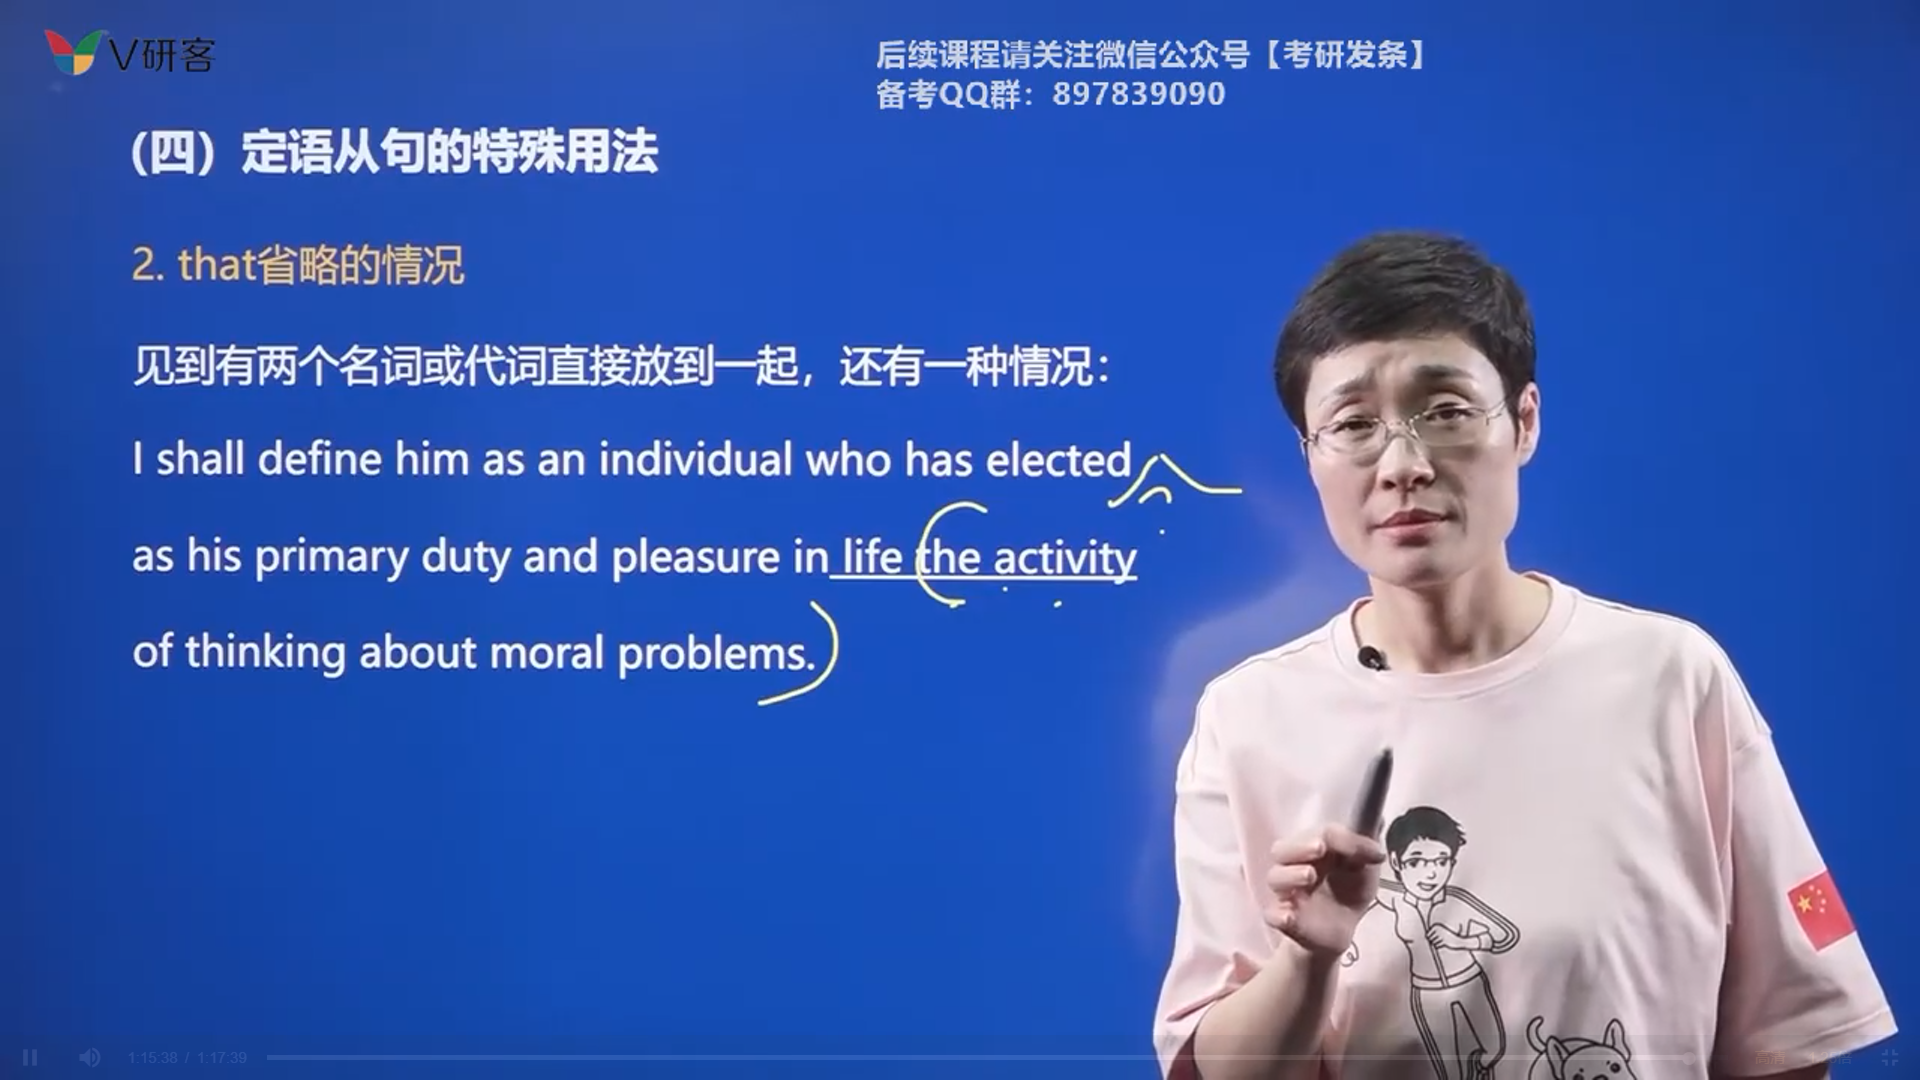 V研客
后续课程请关注微信公众号【考研发条】
备考QQ群：897839090
（四）定语从句的特殊用法
2. that省略的情况
见到有两个名词或代词直接放到一起，还有一种情况：
I shall define him as an individual who has elected
as his primary duty and pleasure in life the activity
of thinking about moral problems.
1:15:38 / 1:17:39
高清